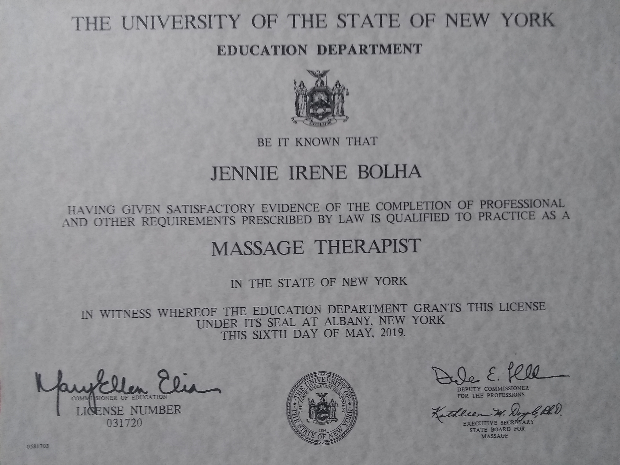 THE UNIVERSITY OF THE STATE OF NEW YORK
EDUCATION DEPARTMENT
BE IT KNOWN THAT
JENNIE IRENE BOLHA
HAVING GIVEN SATISFACTORY EVIDENCE OF THE COMPLETION OF PROFESSIONAL
AND OTHER REQUIREMENTS PRESCRIBED BY LAW IS QUALIFIED TO PRACTICE AS A
MASSAGE THERAPIST
IN THE STATE OF NEW YORK
IN WITNESS WHEREOF THE EDUCATION DEPARTMENT GRANTS THIS LICENSE
UNDER ITS SEAL AT ALBANY, NEW YORK
THIS SIXTH DAY OF MAY, 2019.
MaryEllen Elia
COMMISSIONER OF EDUCATION
LICENSE NUMBER
031720
DEPUTY COMMISSIONER
FOR THE PROFESSIONS
Kathleen M.
EXECUTIVE SECRETARY
STATE BOARD FOR
MASSAGE